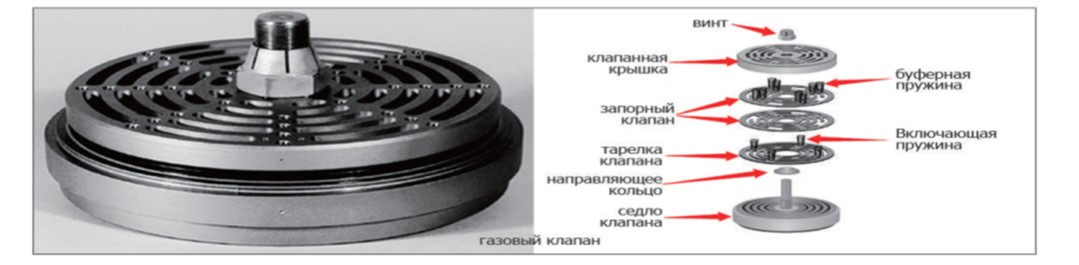 винт
клапанная
крышка
буферная
пружина
запорный
клапан
Включающая
пружина
тарелка
клапана
направляющее
кольцо
седло
клапана
газовый клапан